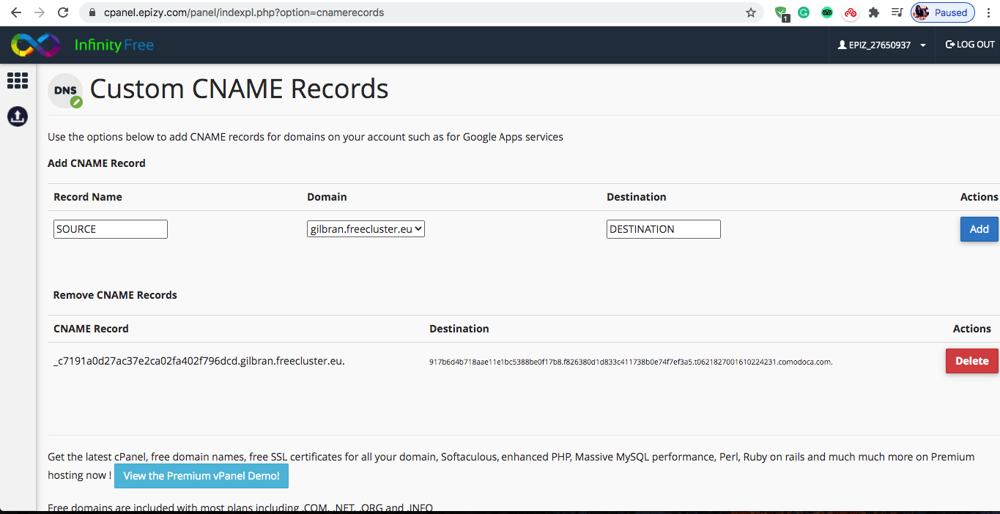 cpanel.epizy.com/panel/indexpl.php?option=cnamerecords
1
Paused
Infinity Free
EPIZ_27650937
LOG OUT
DNS
Custom CNAME Records
Use the options below to add CNAME records for domains on your account such as for Google Apps services
Add CNAME Record
Record Name Domain Destination Actions
SOURCE gilbran.freecluster.eu DESTINATION Add
Remove CNAME Records
CNAME Record Destination Actions
_c7191a0d27ac37e2ca02fa402f796dcd.gilbran.freecluster.eu. 917b6d4b718aae11e1bc5388be0f17b8.f826380d1d833c411738b0e74f7ef3a5.t0621827001610224231.comodoca.com. Delete
Get the latest cPanel, free domain names, free SSL certificates for all your domain, Softaculous, enhanced PHP, Massive MySQL performance, Perl, Ruby on rails and much much more on Premium
hosting now ! View the Premium vPanel Demo!
Free domains are included with most plans including .COM, .NET, .ORG and .INFO